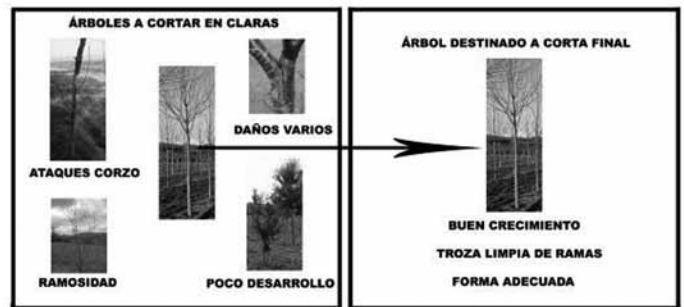 ÁRBOLES A CORTAR EN CLARAS
DAÑOS VARIOS
ATAQUES CORZO
RAMOSIDAD
POCO DESARROLLO
ÁRBOL DESTINADO A CORTA FINAL
BUEN CRECIMIENTO
TROZA LIMPIA DE RAMAS
FORMA ADECUADA